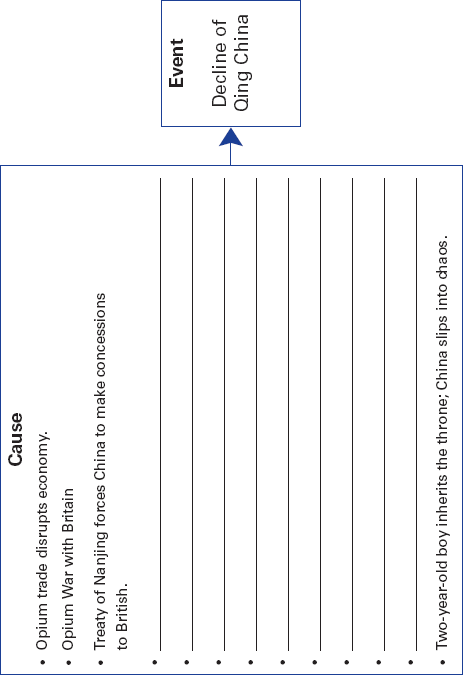 Cause
• Opium trade disrupts economy.
• Opium War with Britain
• Treaty of Nanjing forces China to make concessions
to British.
•
•
•
•
•
•
•
•
•
• Two-year-old boy inherits the throne; China slips into chaos.
Event
Decline of
Qing China